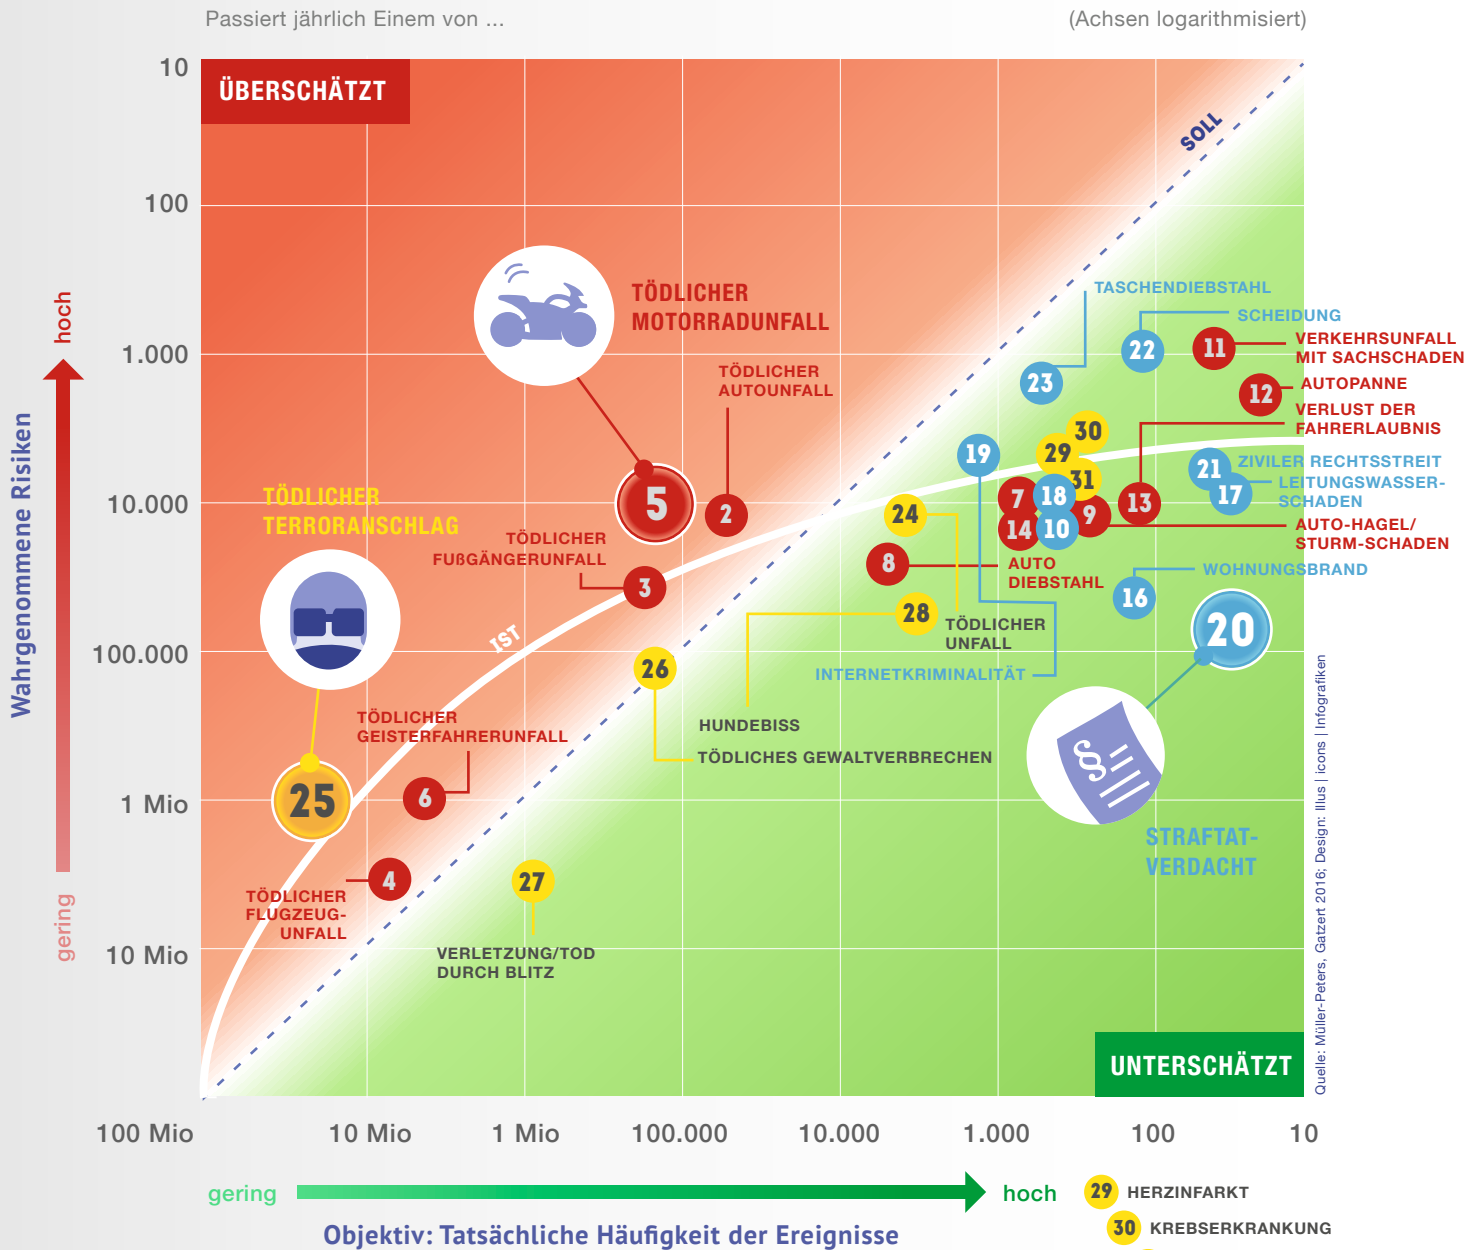 Passiert jährlich Einem von ...
(Achsen logarithmisiert)
10
100
1.000
10.000
100.000
1 Mio
10 Mio
hoch
Wahrgenommene Risiken
gering
ÜBERSCHÄTZT
SOLL
IST
TÖDLICHER
MOTORRADUNFALL
TÖDLICHER
AUTOUNFALL
TASCHENDIEBSTAHL
SCHEIDUNG
VERKEHRSUNFALL
MIT SACHSCHADEN
AUTOPANNE
VERLUST DER
FAHRERLAUBNIS
ZIVILER RECHTSSTREIT
LEITUNGSWASSER-
SCHADEN
AUTO-HAGEL/
STURM-SCHADEN
WOHNUNGSBRAND
11
22
12
23
30
29
19
31
21
17
18
7
13
9
14
10
24
5
2
8
28
16
20
3
26
25
6
4
27
TÖDLICHER
TERRORANSCHLAG
TÖDLICHER
FUßGÄNGERUNFALL
AUTO
DIEBSTAHL
TÖDLICHER
UNFALL
INTERNETKRIMINALITÄT
HUNDEBISS
TÖDLICHES GEWALTVERBRECHEN
TÖDLICHER
GEISTERFAHRERUNFALL
TÖDLICHER
FLUGZEUG-
UNFALL
VERLETZUNG/TOD
DURCH BLITZ
§
STRAFTAT-
VERDACHT
UNTERSCHÄTZT
Quelle: Müller-Peters, Gatzert 2016; Design: Illus | icons | Infografiken
100 Mio
10 Mio
1 Mio
100.000
10.000
1.000
100
10
gering
hoch
Objektiv: Tatsächliche Häufigkeit der Ereignisse
29 HERZINFARKT
30 KREBSERKRANKUNG